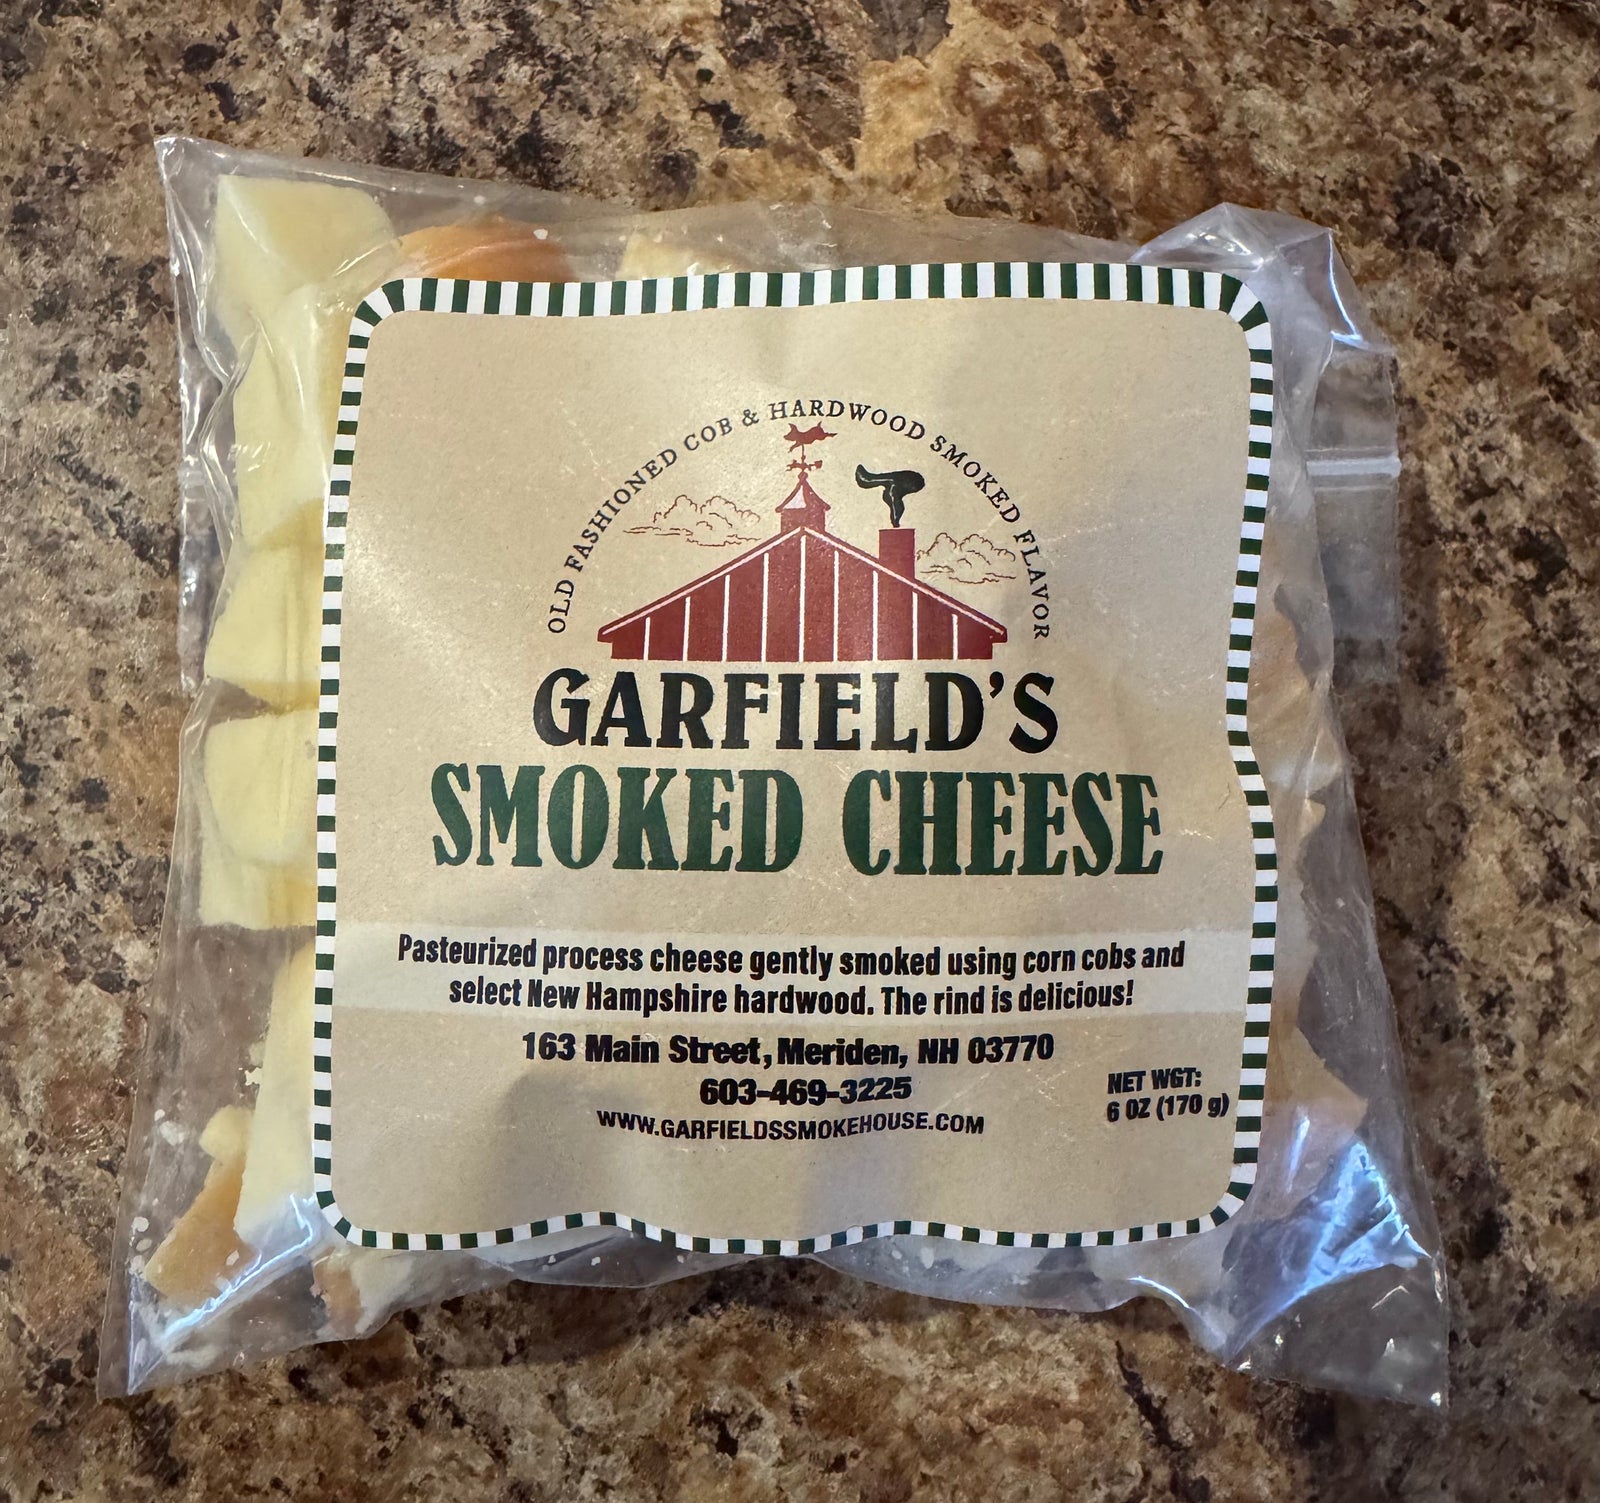 OLD FASHIONED COB & HARDWOOD SMOKED FLAVOR
GARFIELD'S
SMOKED CHEESE
Pasteurized process cheese gently smoked using corn cobs and
select New Hampshire hardwood. The rind is delicious!
163 Main Street, Meriden, NH 03770
603-469-3225
WWW.GARFIELDSSMOKEHOUSE.COM
NET WGT:
6 OZ (170 g)